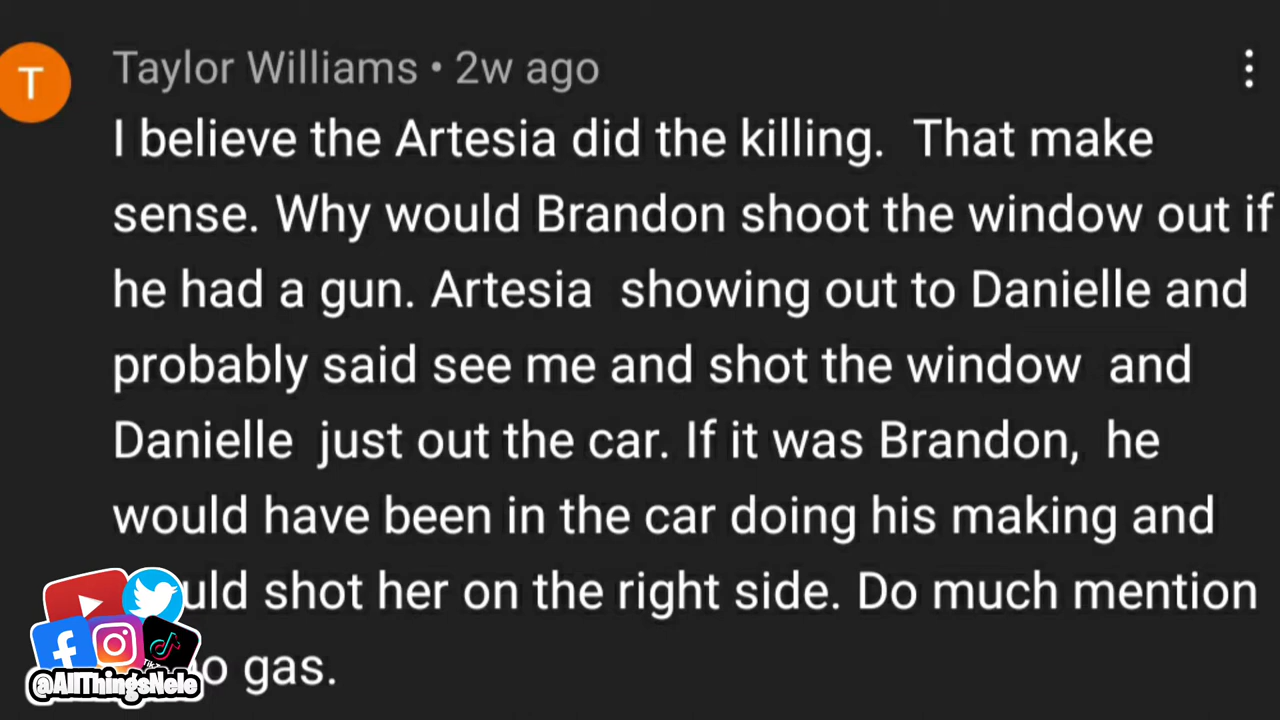 T
Taylor Williams • 2w ago
I believe the Artesia did the killing. That make
sense. Why would Brandon shoot the window out if
he had a gun. Artesia showing out to Danielle and
probably said see me and shot the window and
Danielle just out the car. If it was Brandon, he
would have been in the car doing his making and
shot her on the right side. Do much mention
gas.
@AllThingsNele